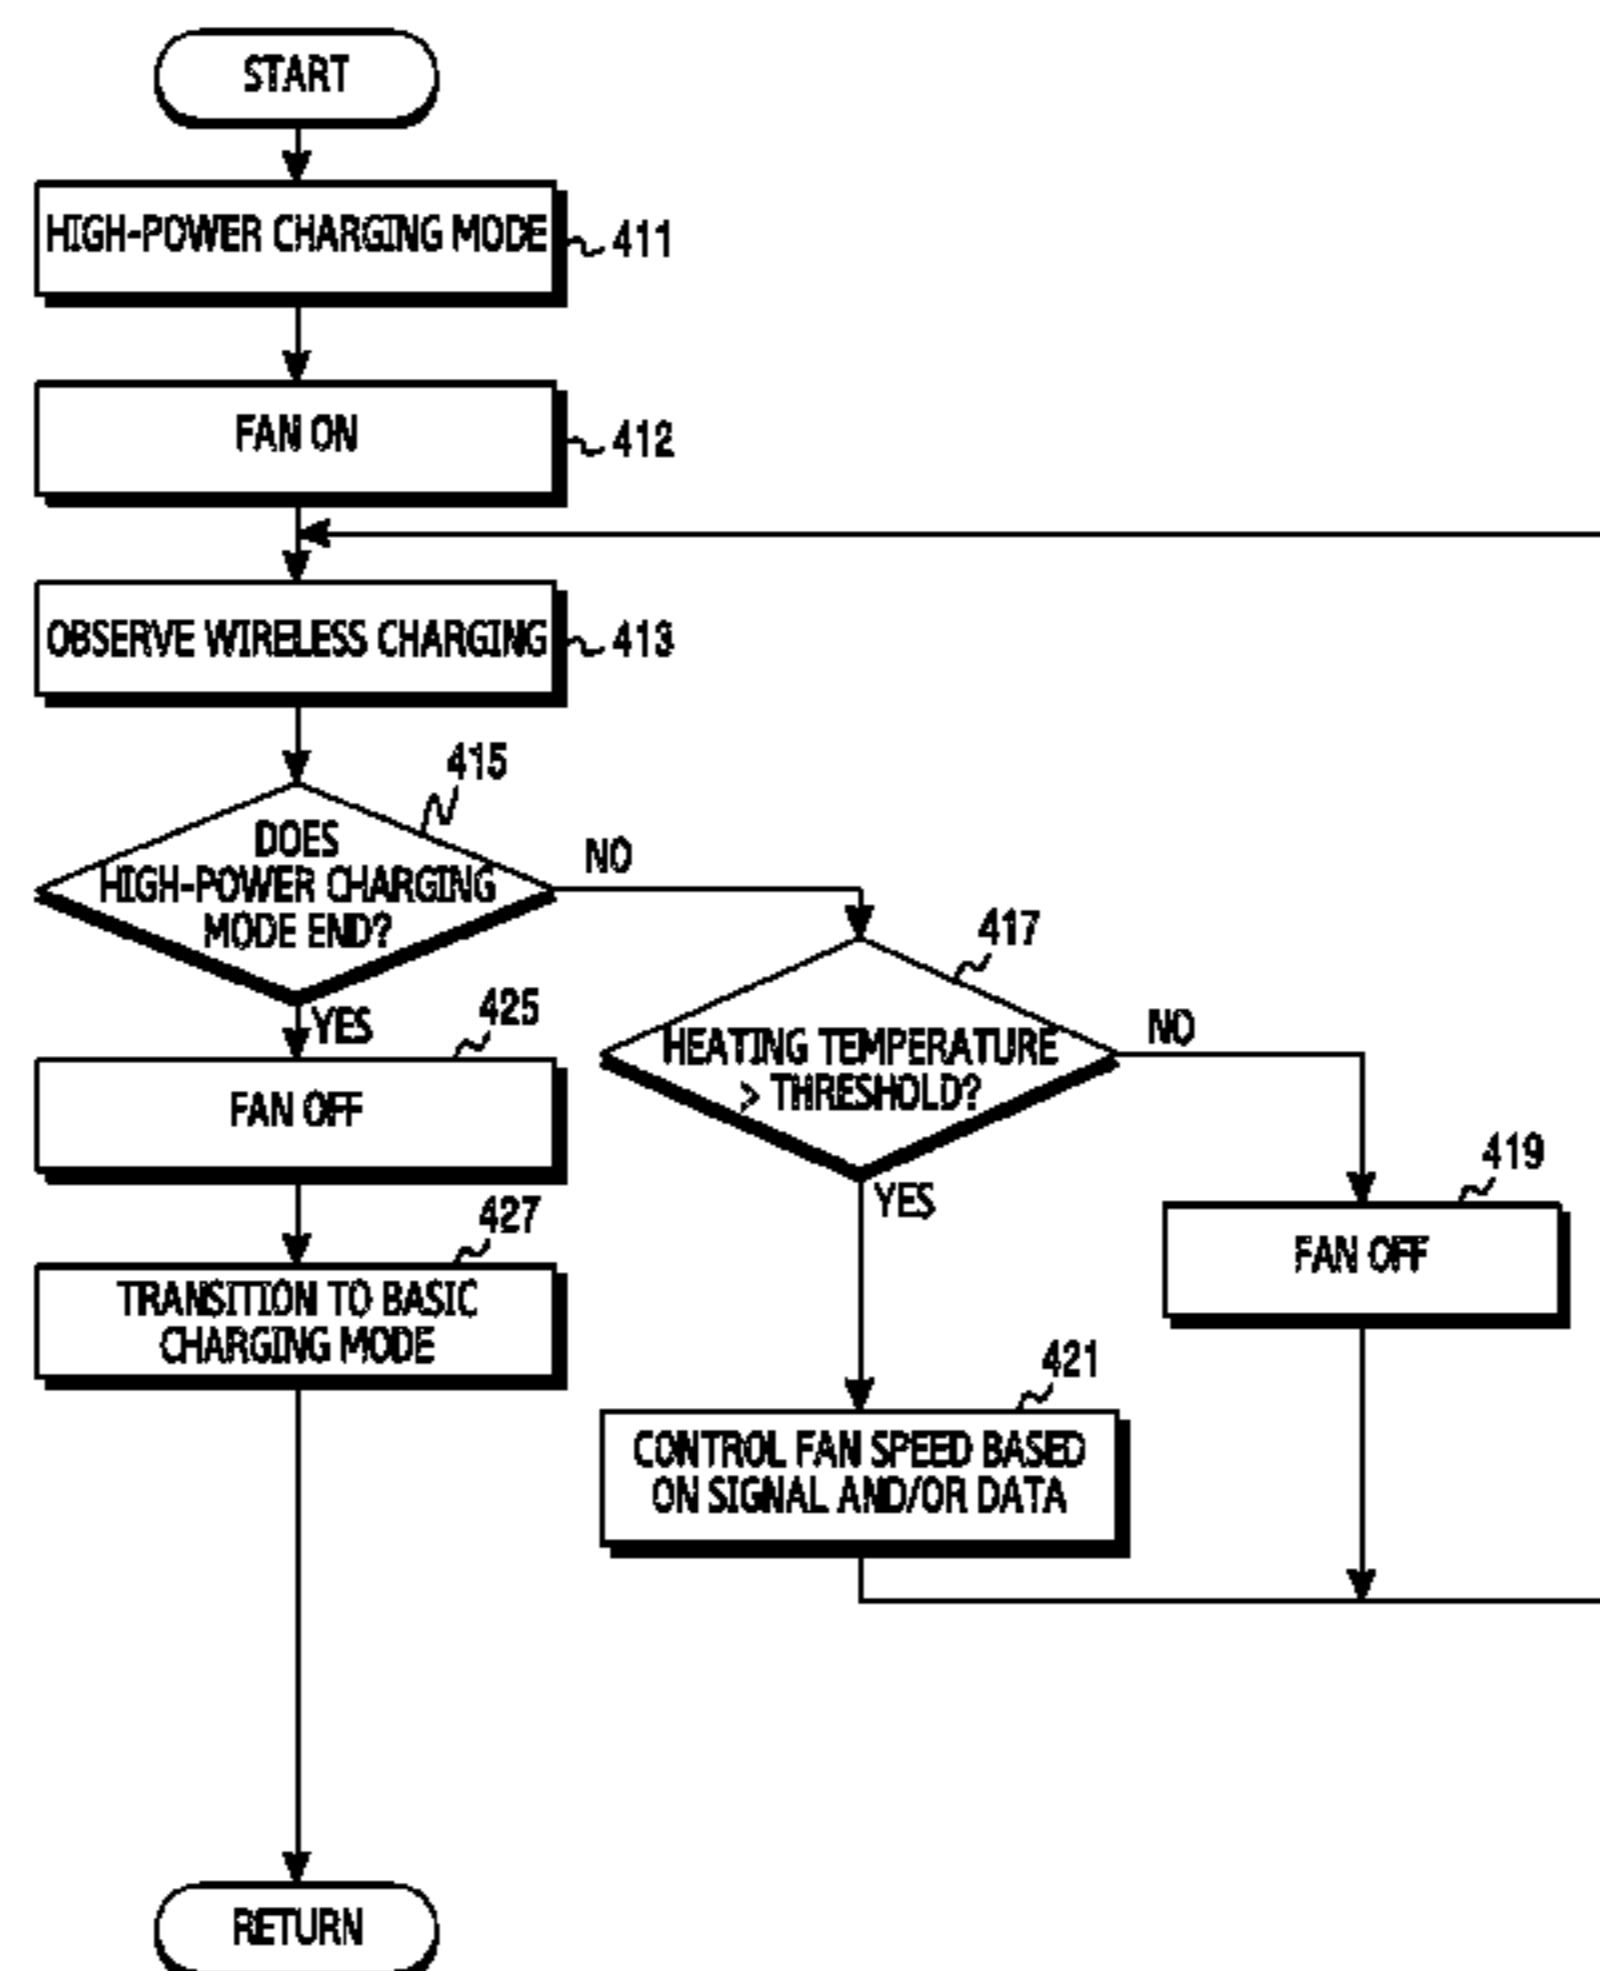 START
HIGH-POWER CHARGING MODE
411
FAN ON
412
OBSERVE WIRELESS CHARGING
413
415
DOES
HIGH-POWER CHARGING
MODE END?
NO
YES
417
HEATING TEMPERATURE
> THRESHOLD?
NO
YES
425
FAN OFF
419
FAN OFF
427
TRANSITION TO BASIC
CHARGING MODE
421
CONTROL FAN SPEED BASED
ON SIGNAL AND/OR DATA
RETURN